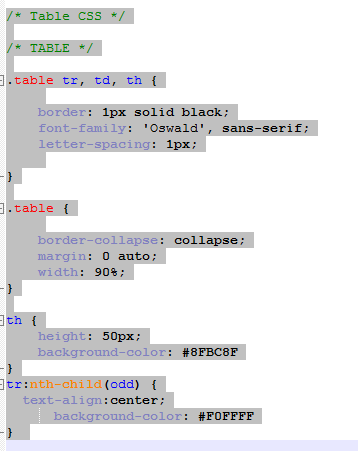 /* Table CSS */
/* TABLE */
.table tr, td, th {
border: 1px solid black;
font-family: 'Oswald', sans-serif;
letter-spacing: 1px;
}
.table {
border-collapse: collapse;
margin: 0 auto;
width: 90%;
}
th {
height: 50px;
background-color: #8FBC8F
}
tr:nth-child(odd) {
text-align:center;
background-color: #F0FFFF
}